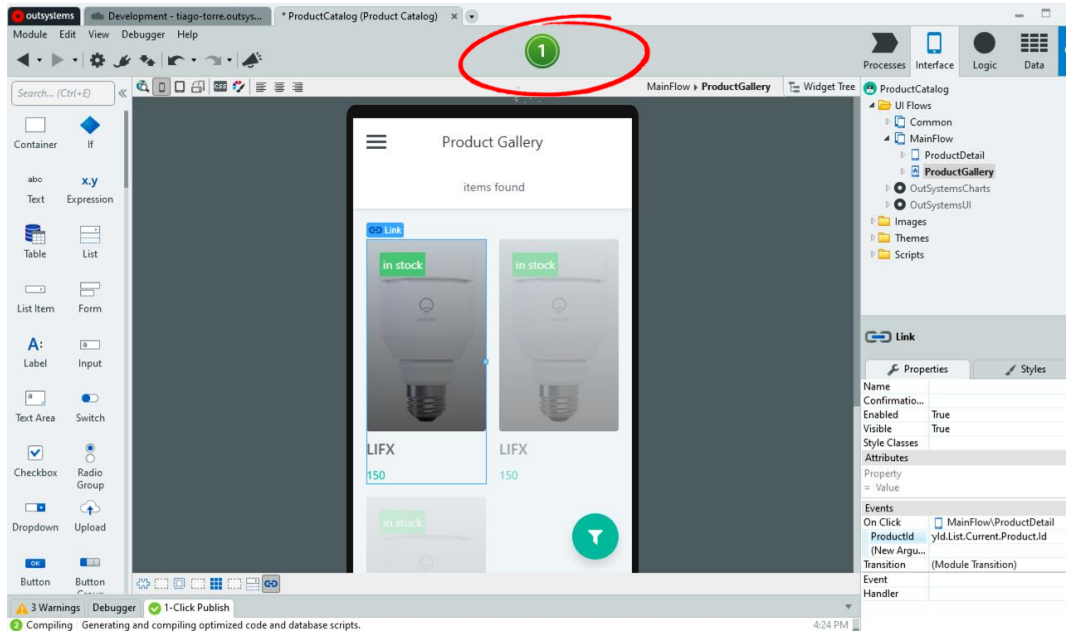 outsystems
Development - tiago-torre.outsys...
* ProductCatalog (Product Catalog)
Module Edit View Debugger Help
1
Processes Interface Logic Data
Search... (Ctrl+E)
CSS
MainFlow ProductGallery
Widget Tree
Container If
abc
Text
x.y
Expression
Table List
List Item Form
A:
Label
a
Input
a
Text Area Switch
Checkbox Radio Group
Dropdown Upload
OK
Button Button
Product Gallery
items found
Link
in stock
in stock
LIFX
LIFX
150
150
in stock
ProductCatalog
UI Flows
Common
MainFlow
ProductDetail
ProductGallery
OutSystemsCharts
OutSystemsUI
Images
Themes
Scripts
Link
Properties Styles
Name
Confirmatio...
Enabled True
Visible True
Style Classes
Attributes
Property
= Value
Events
On Click MainFlow\ProductDetail
ProductId yId.List.Current.Product.Id
(New Argu...
Transition (Module Transition)
Event
Handler
3 Warnings Debugger 1-Click Publish
2 Compiling Generating and compiling optimized code and database scripts. 4:24 PM